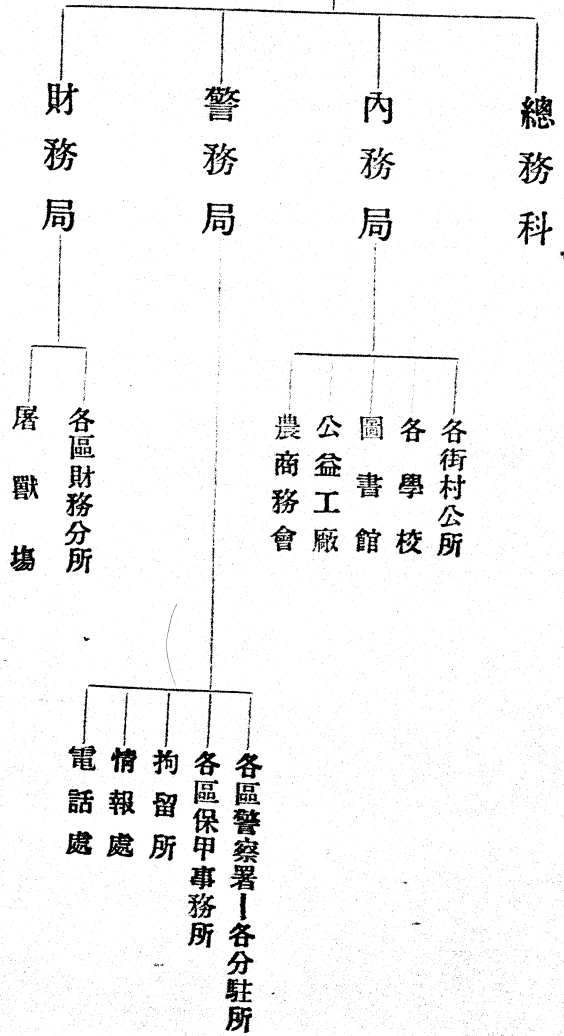 總務科
內務局
各街村公所
各學校
圖書館
公益工廠
農商務會
警務局
各區警察署—各分駐所
各區保甲事務所
拘留所
情報處
電話處
財務局
各區財務分所
屠獸場